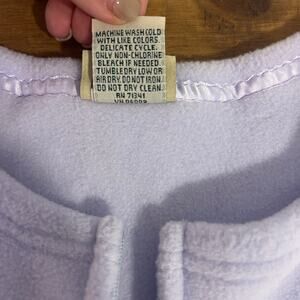 MACHINE WASH COLD
WITH LIKE COLORS.
DELICATE CYCLE.
ONLY NON-CHLORINE
BLEACH IF NEEDED.
TUMBLE DRY LOW OR
AIR DRY. DO NOT IRON.
DO NOT DRY CLEAN.
RN 71341